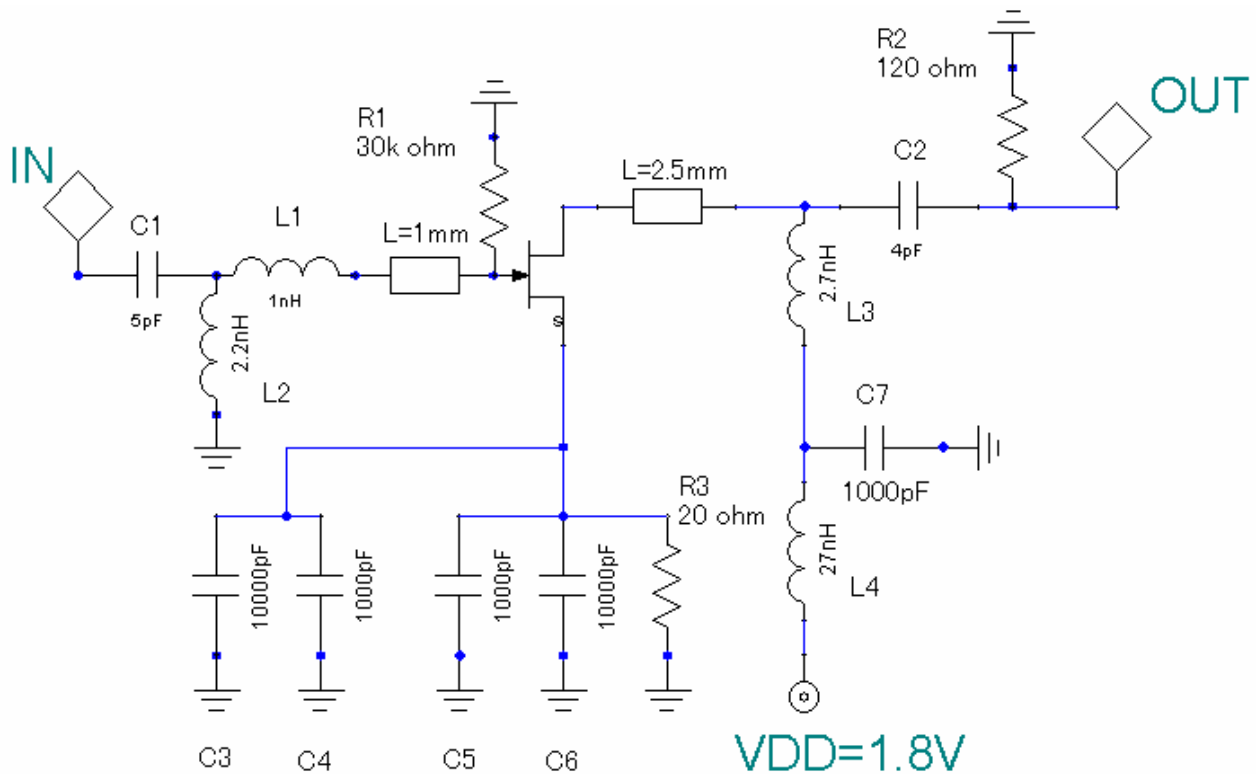 R2
120 ohm
OUT
R1
30k ohm
IN
C2
L=2.5mm
C1
L1
L=1mm
4pF
2.7nH
1nH
5pF
L3
S
2.2nH
L2
C7
R3
20 ohm
1000pF
10000pF
1000pF
1000pF
10000pF
27nH
L4
C3
C4
C5
C6
VDD=1.8V